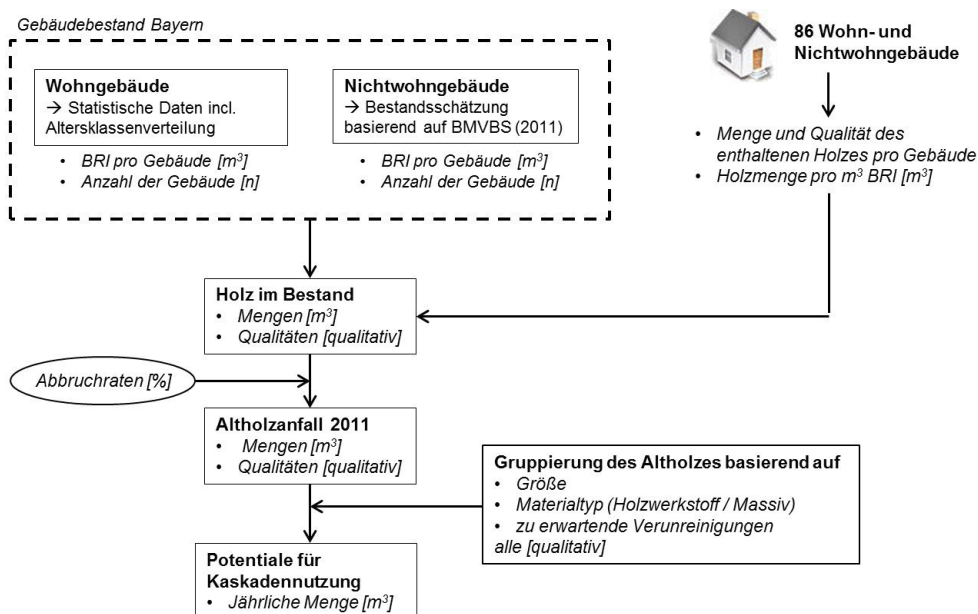 Gebäudebestand Bayern
Wohngebäude
→ Statistische Daten incl.
Altersklassenverteilung
• BRI pro Gebäude [m³]
• Anzahl der Gebäude [n]
Nichtwohngebäude
→ Bestandsschätzung
basierend auf BMVBS (2011)
• BRI pro Gebäude [m³]
• Anzahl der Gebäude [n]
86 Wohn- und
Nichtwohngebäude
• Menge und Qualität des
enthaltenen Holzes pro Gebäude
• Holzmenge pro m³ BRI [m³]
Holz im Bestand
• Mengen [m³]
• Qualitäten [qualitativ]
Abbruchraten [%]
Altholzanfall 2011
• Mengen [m³]
• Qualitäten [qualitativ]
Gruppierung des Altholzes basierend auf
• Größe
• Materialtyp (Holzwerkstoff / Massiv)
• zu erwartende Verunreinigungen
alle [qualitativ]
Potentiale für
Kaskadennutzung
• Jährliche Menge [m³]